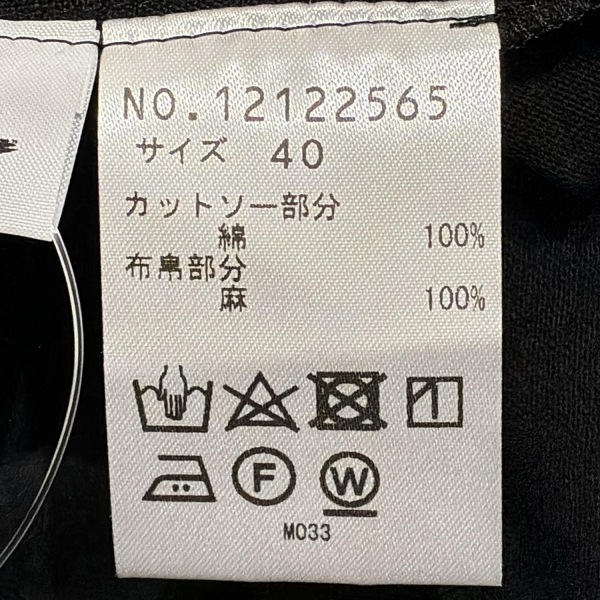 NO.12122565
サイズ 40
カットソー部分
綿 100%
布帛部分
麻 100%
F W
M033